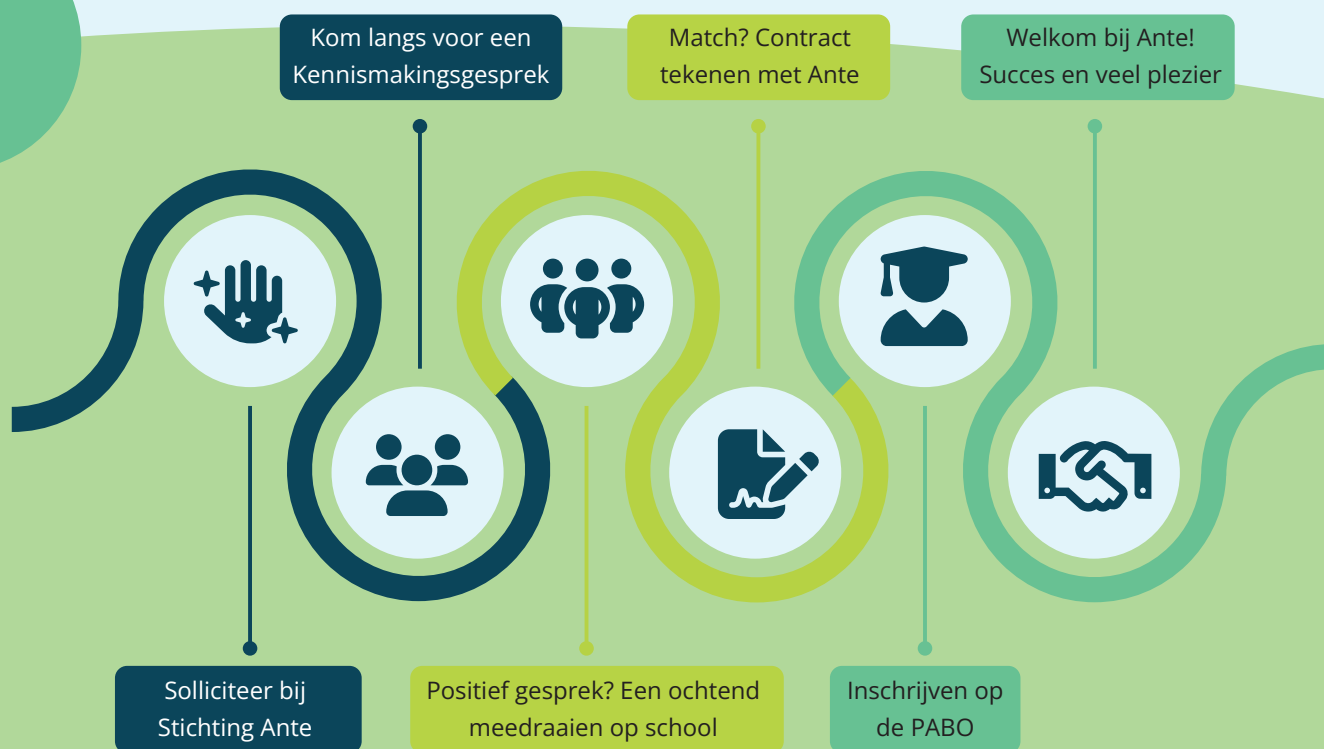 Kom langs voor een
Kennismakingsgesprek
Match? Contract
tekenen met Ante
Welkom bij Ante!
Succes en veel plezier
Solliciteer bij
Stichting Ante
Positief gesprek? Een ochtend
meedraaien op school
Inschrijven op
de PABO